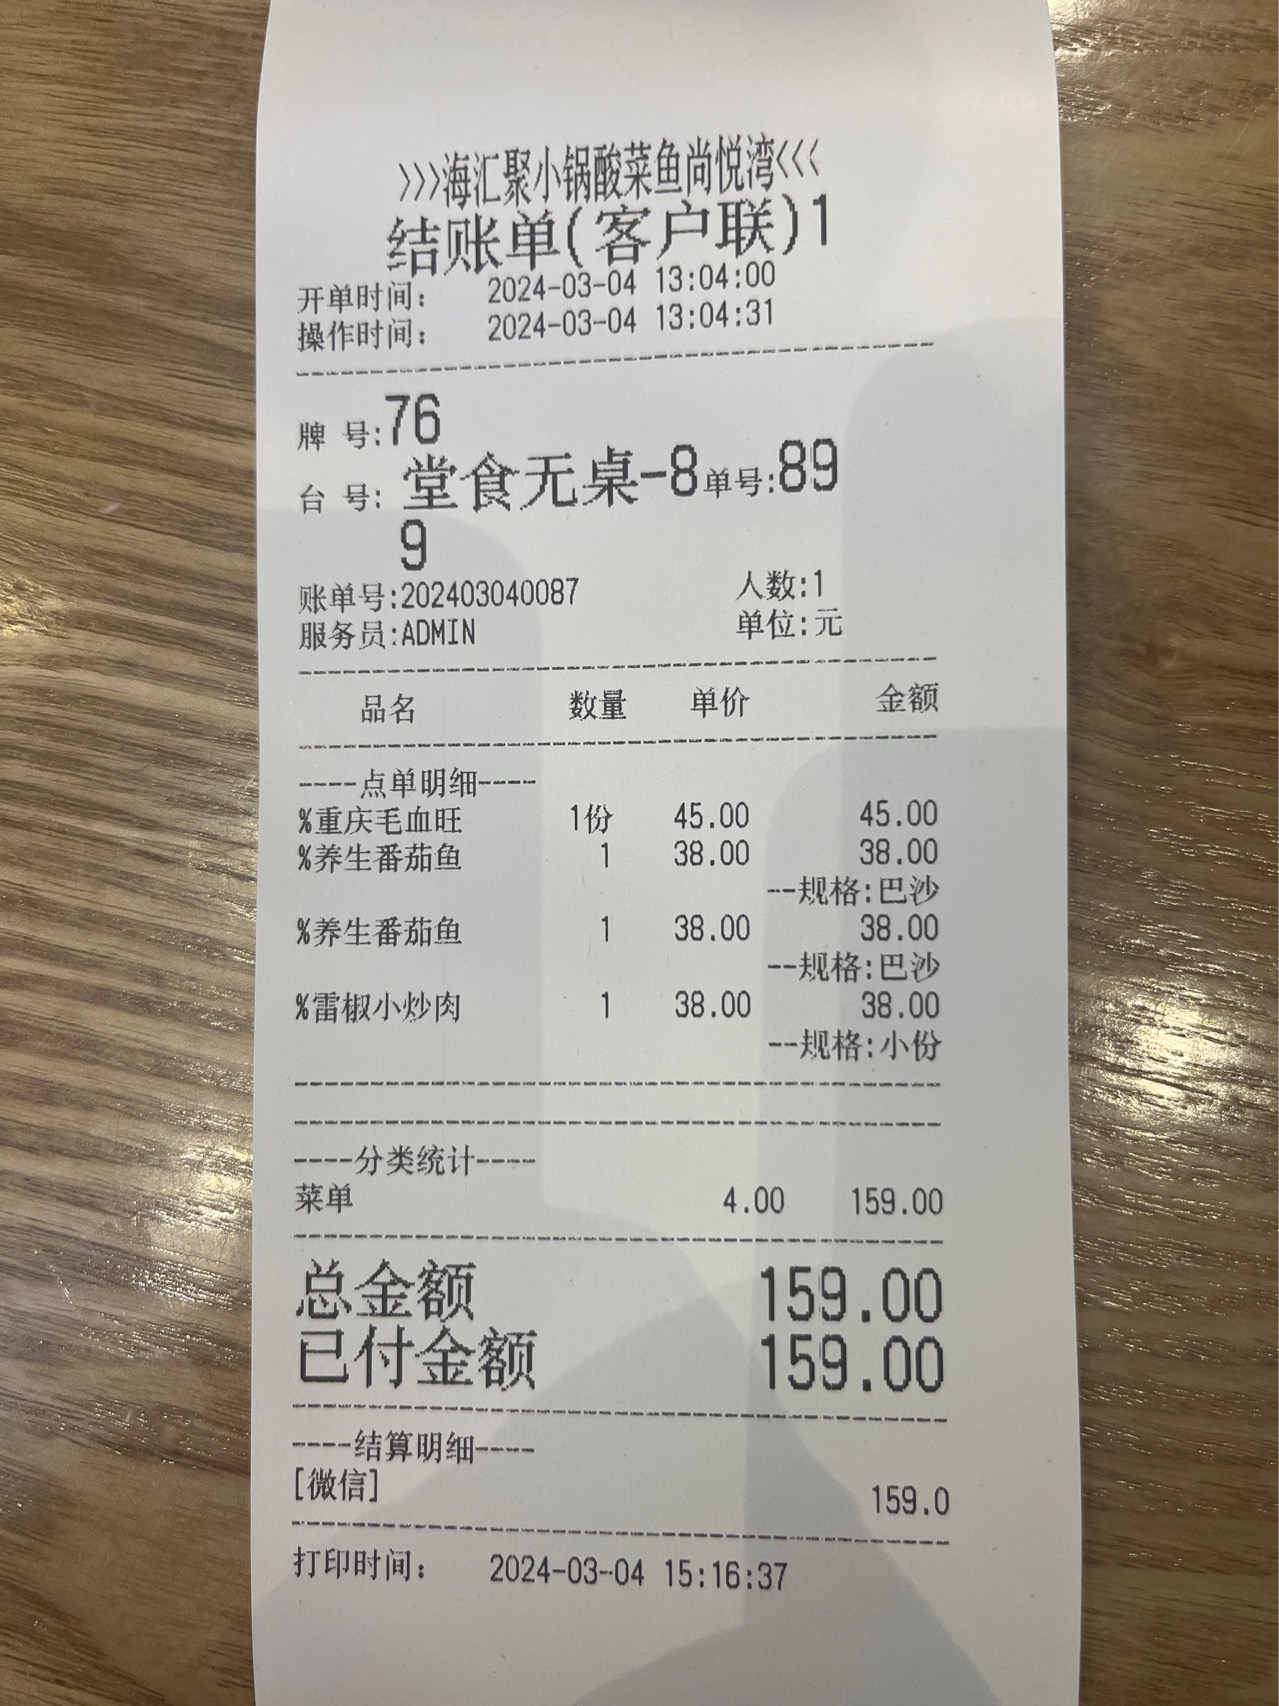 >>>海汇聚小锅酸菜鱼尚悦湾<<<
结账单(客户联)1
开单时间: 2024-03-04 13:04:00
操作时间: 2024-03-04 13:04:31
牌 号:76
台 号: 堂食无桌-8单号:89
9
账单号:202403040087 人数:1
服务员:ADMIN 单位:元
品名 数量 单价 金额
----点单明细----
%重庆毛血旺 1份 45.00 45.00
%养生番茄鱼 1 38.00 38.00
--规格:巴沙
%养生番茄鱼 1 38.00 38.00
--规格:巴沙
%雷椒小炒肉 1 38.00 38.00
--规格:小份
----分类统计----
菜单 4.00 159.00
总金额 159.00
已付金额 159.00
----结算明细----
[微信] 159.0
打印时间: 2024-03-04 15:16:37